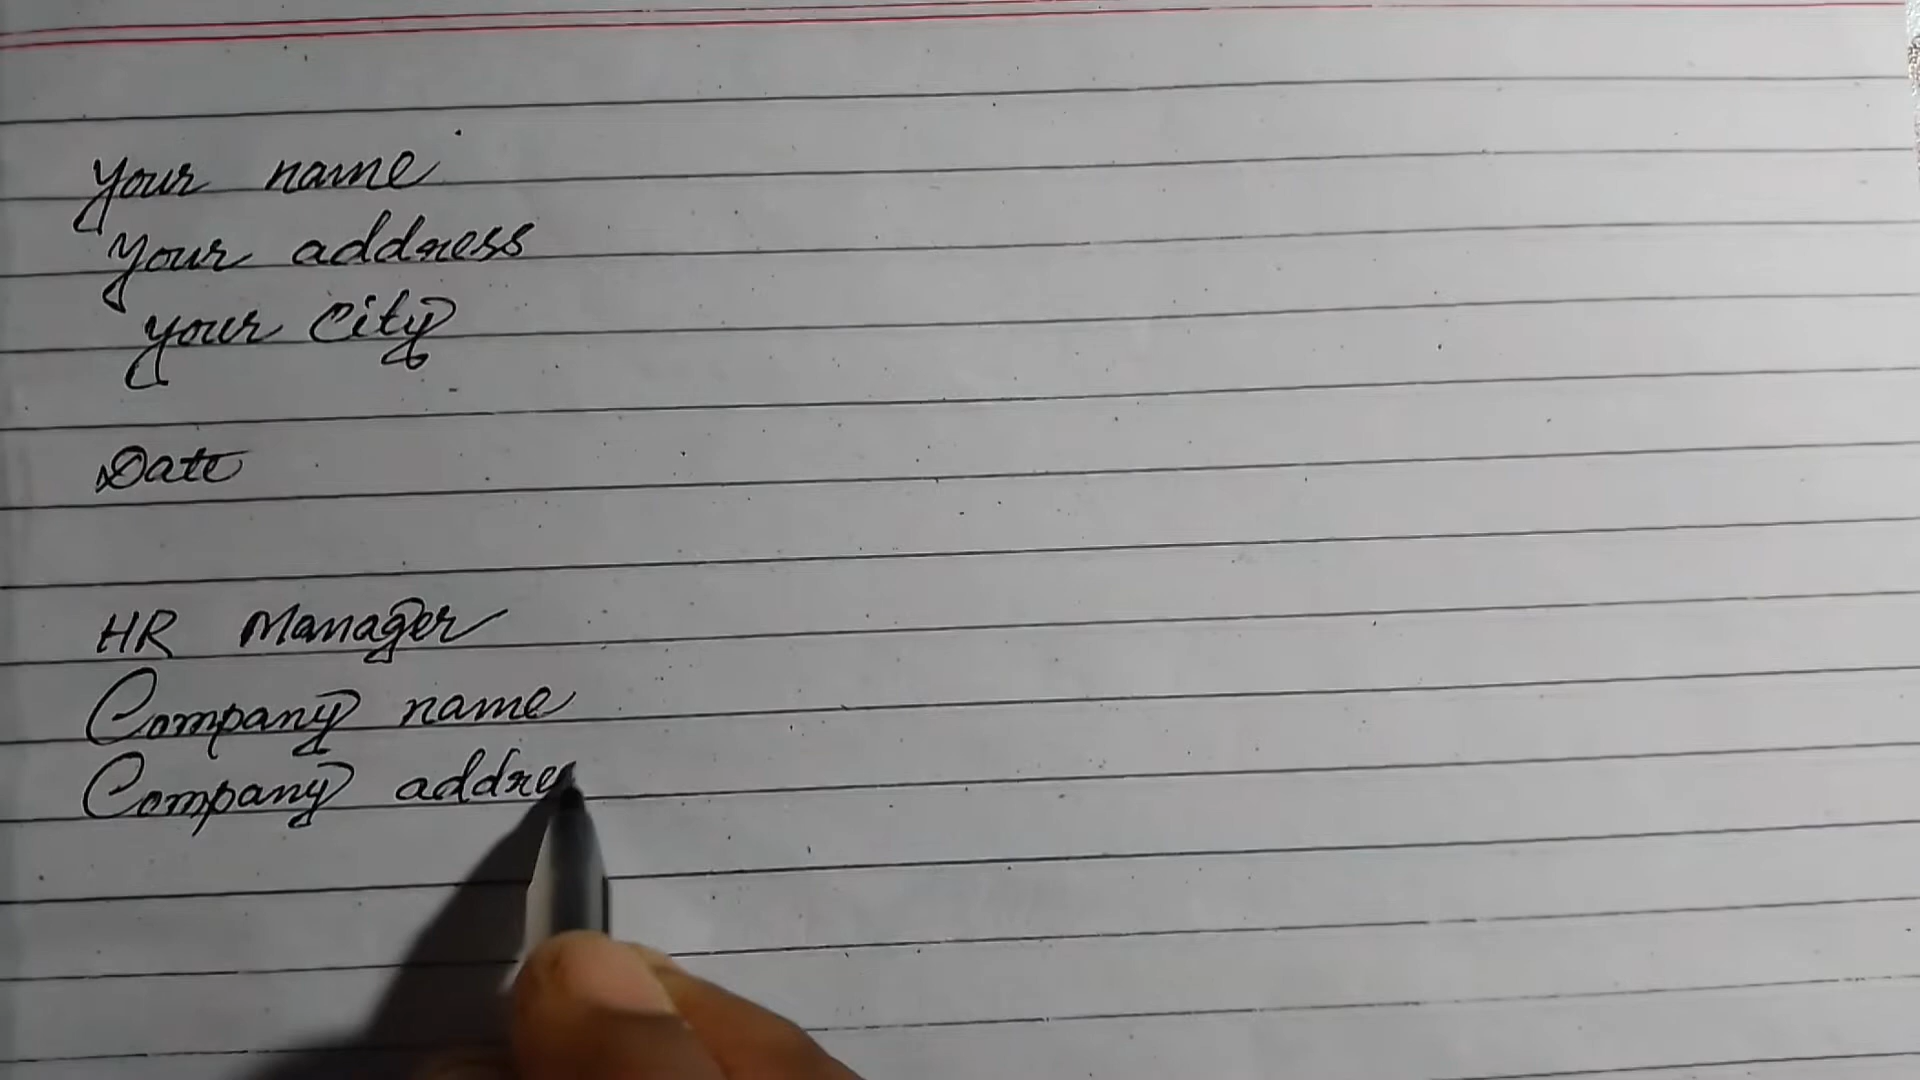 Your name
Your address
your City
Date
HR Manager
Company name
Company addre